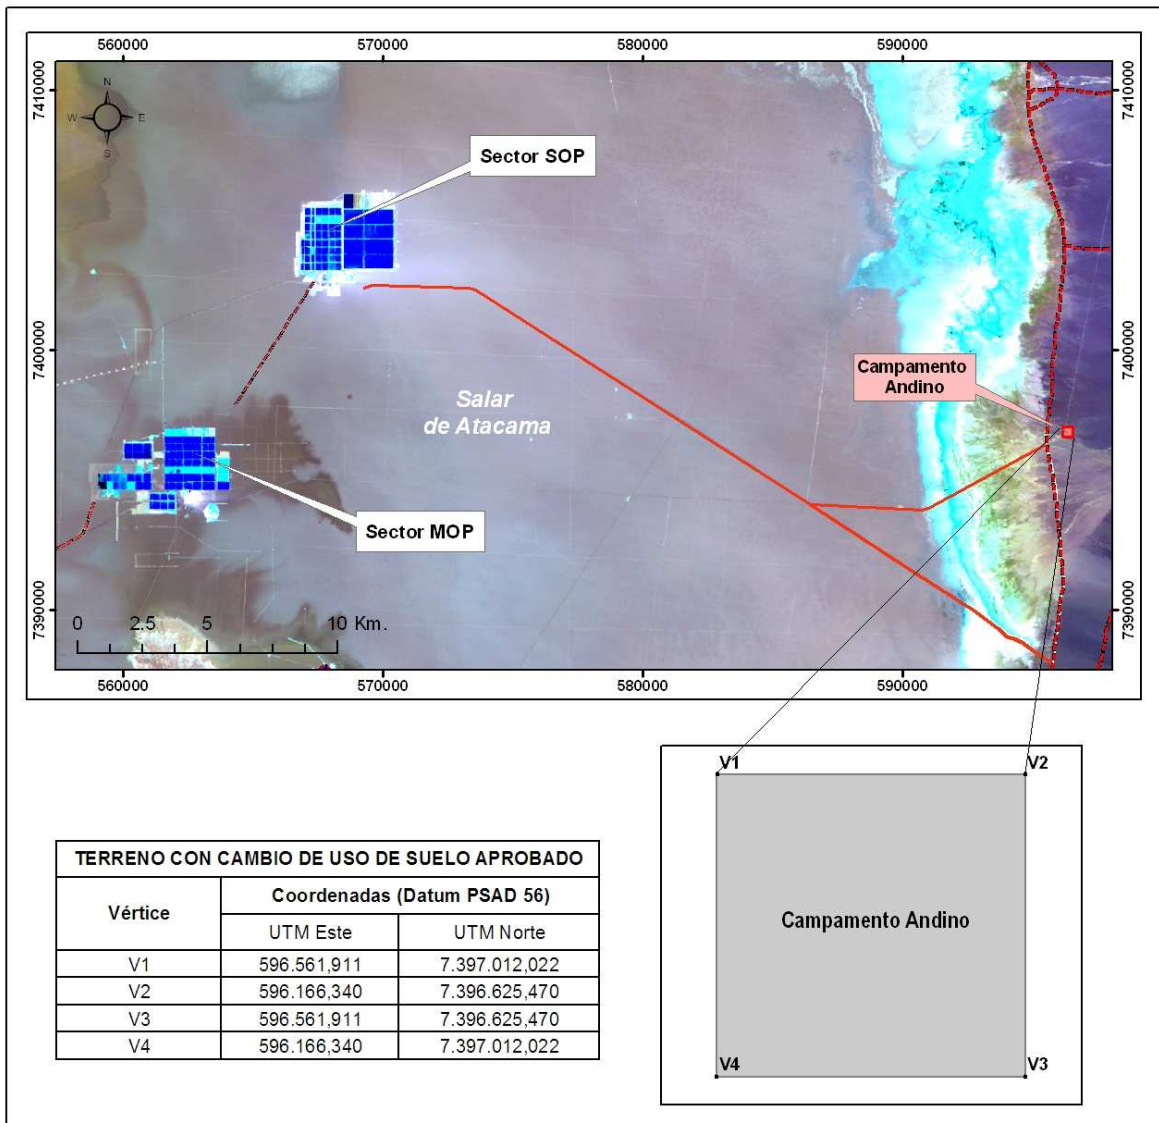 560000 570000 580000 590000
7410000 7410000
N
W E
S
Sector SOP
7400000 7400000
Campamento
Andino
Salar
de Atacama
Sector MOP
7390000 7390000
0 2.5 5 10 Km.
560000 570000 580000 590000
V1 V2
Campamento Andino
V4 V3
TERRENO CON CAMBIO DE USO DE SUELO APROBADO
Vértice Coordenadas (Datum PSAD 56)
UTM Este UTM Norte
V1 596.561,911 7.397.012,022
V2 596.166,340 7.396.625,470
V3 596.561,911 7.396.625,470
V4 596.166,340 7.397.012,022